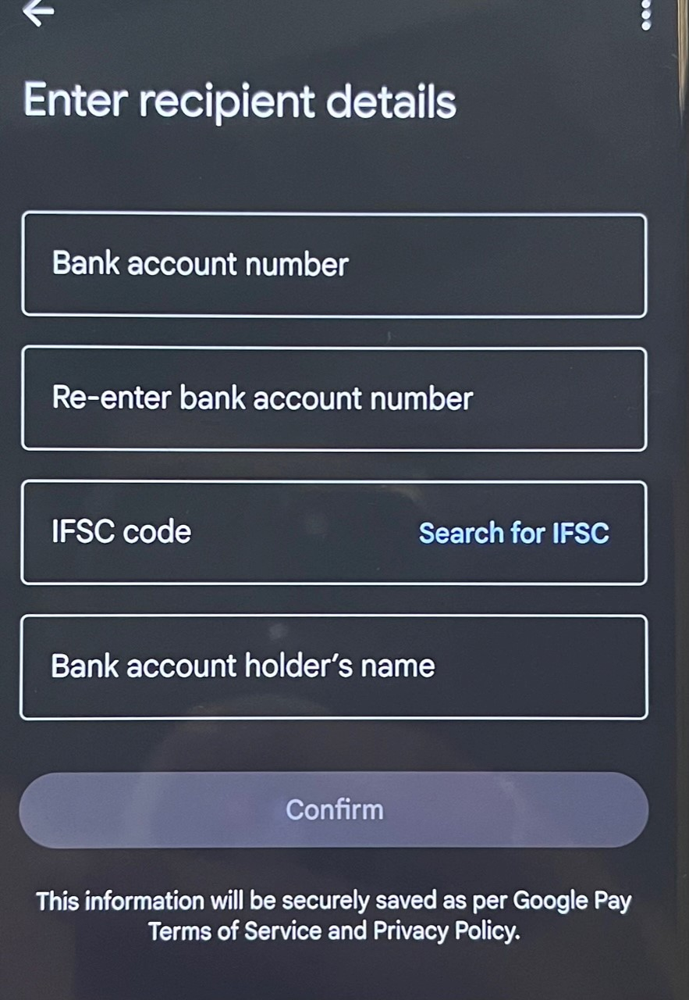 Enter recipient details
Bank account number
Re-enter bank account number
IFSC code Search for IFSC
Bank account holder's name
Confirm
This information will be securely saved as per Google Pay
Terms of Service and Privacy Policy.